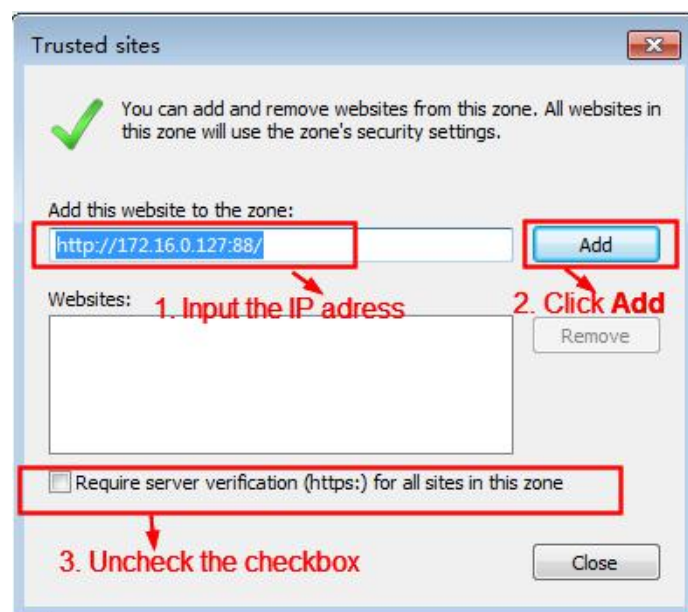 Trusted sites
You can add and remove websites from this zone. All websites in
this zone will use the zone's security settings.
Add this website to the zone:
http://172.16.0.127:88/
Add
Websites:
1. Input the IP adress
2. Click Add
Remove
Require server verification (https:) for all sites in this zone
3. Uncheck the checkbox
Close